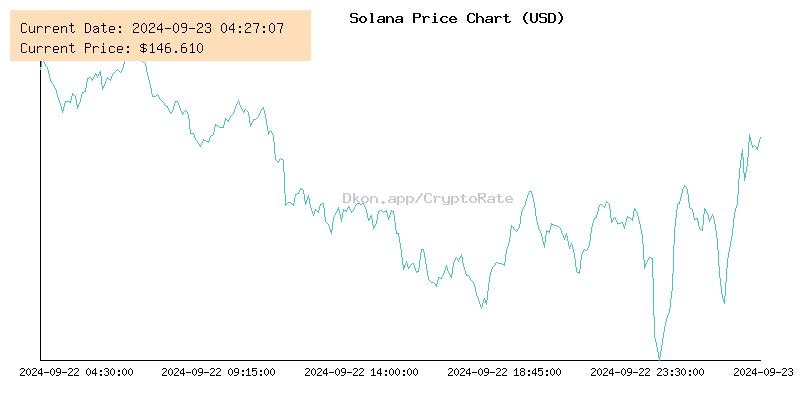 Solana Price Chart (USD)
Current Date: 2024-09-23 04:27:07
Current Price: $146.610
Dkon.app/CryptoRate
2024-09-22 04:30:00 2024-09-22 09:15:00 2024-09-22 14:00:00 2024-09-22 18:45:00 2024-09-22 23:30:00 2024-09-23